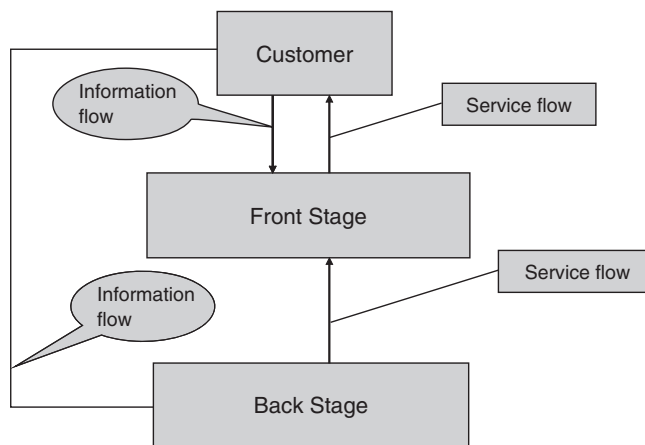 Customer
Information
flow
Service flow
Front Stage
Service flow
Information
flow
Back Stage